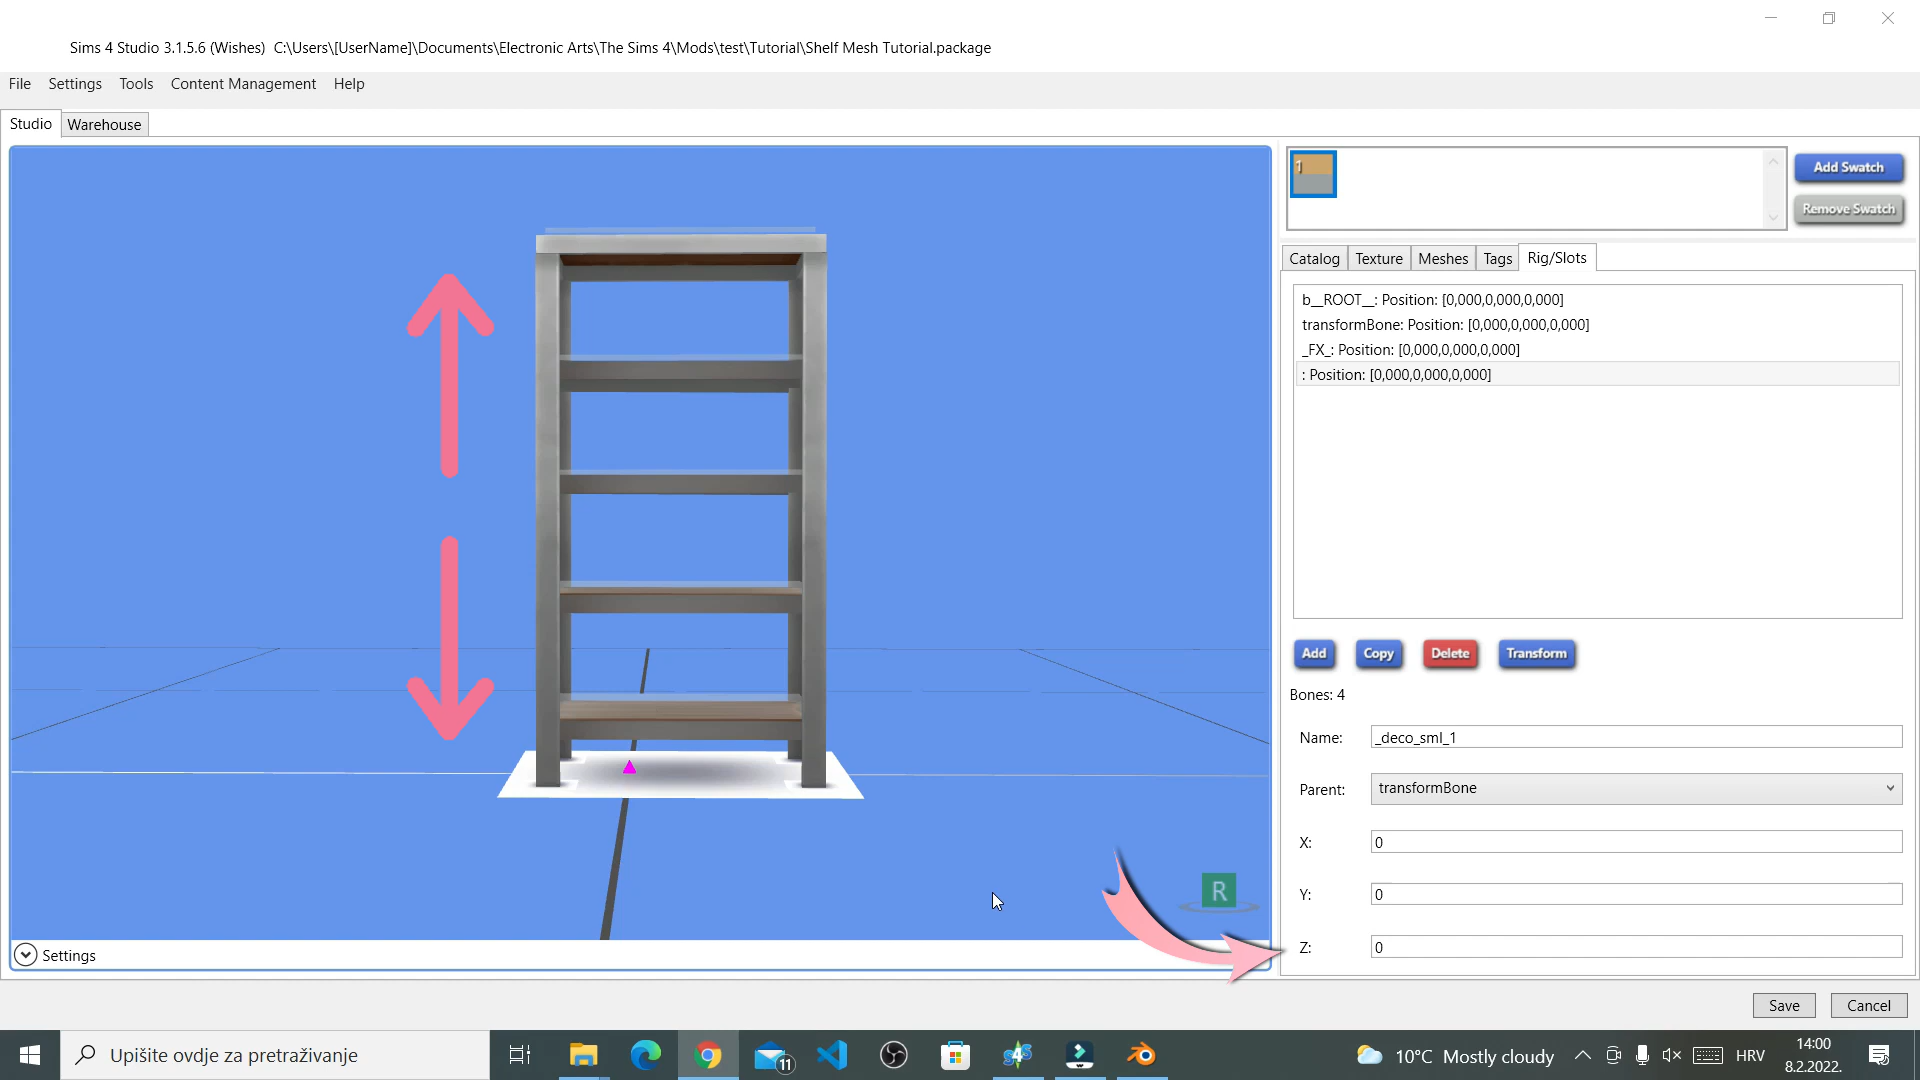 Sims 4 Studio 3.1.5.6 (Wishes)  C:\Users\[UserName]\Documents\Electronic Arts\The Sims 4\Mods\test\Tutorial\Shelf Mesh Tutorial.package
File Settings Tools Content Management Help
Studio Warehouse
1
Add Swatch
Remove Swatch
Catalog Texture Meshes Tags Rig/Slots
b__ROOT__: Position: [0,000,0,000,0,000]
transformBone: Position: [0,000,0,000,0,000]
_FX_: Position: [0,000,0,000,0,000]
: Position: [0,000,0,000,0,000]
Add Copy Delete Transform
Bones: 4
Name: _deco_sml_1
Parent: transformBone
X: 0
Y: 0
Z: 0
R
Settings
Save Cancel
Upišite ovdje za pretraživanje
11
S4S
10°C Mostly cloudy
HRV
14:00
8.2.2022.